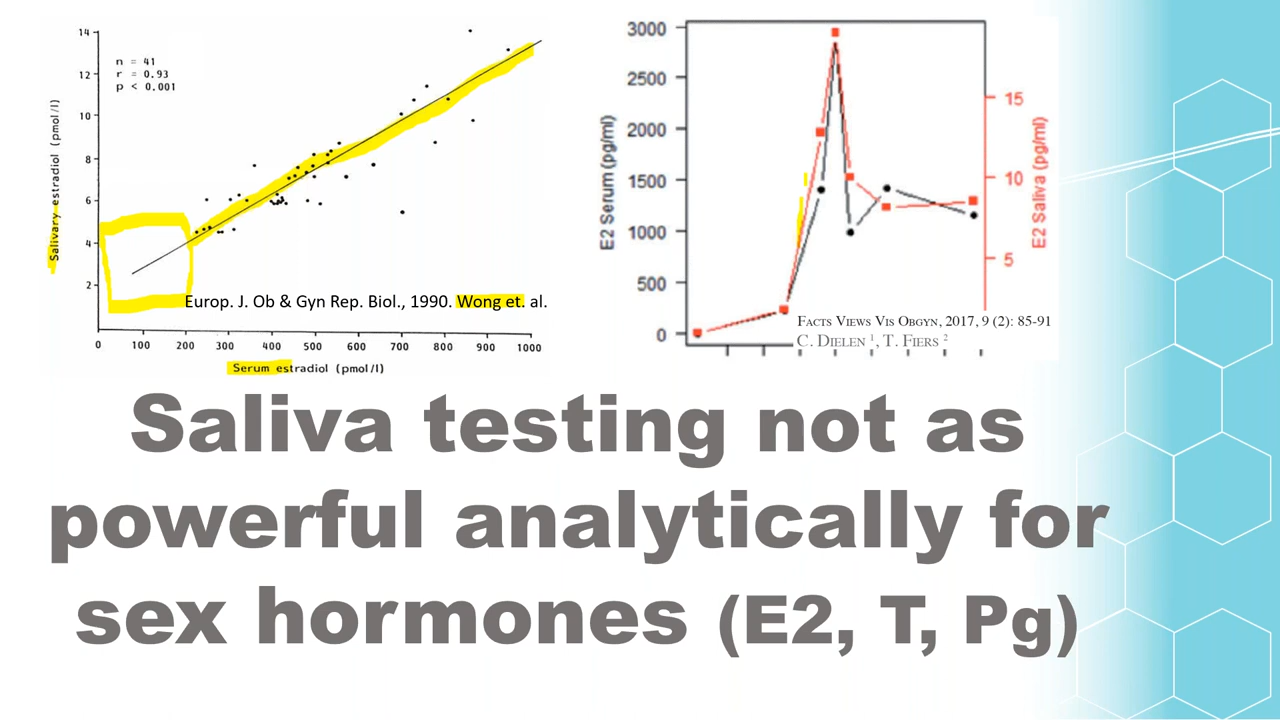 14
12
10
8
6
4
2
0
100
200
300
400
500
600
700
800
900
1000
n = 41
r = 0.93
p < 0.001
Salivary estradiol (pmol/l)
Serum estradiol (pmol/l)
Europ. J. Ob & Gyn Rep. Biol., 1990. Wong et. al.
3000
2500
2000
1500
1000
500
0
E2 Serum (pg/ml)
15
10
5
E2 Saliva (pg/ml)
Facts Views Vis Obgyn, 2017, 9 (2): 85-91
C. Dielen 1, T. Fiers 2
Saliva testing not as
powerful analytically for
sex hormones (E2, T, Pg)